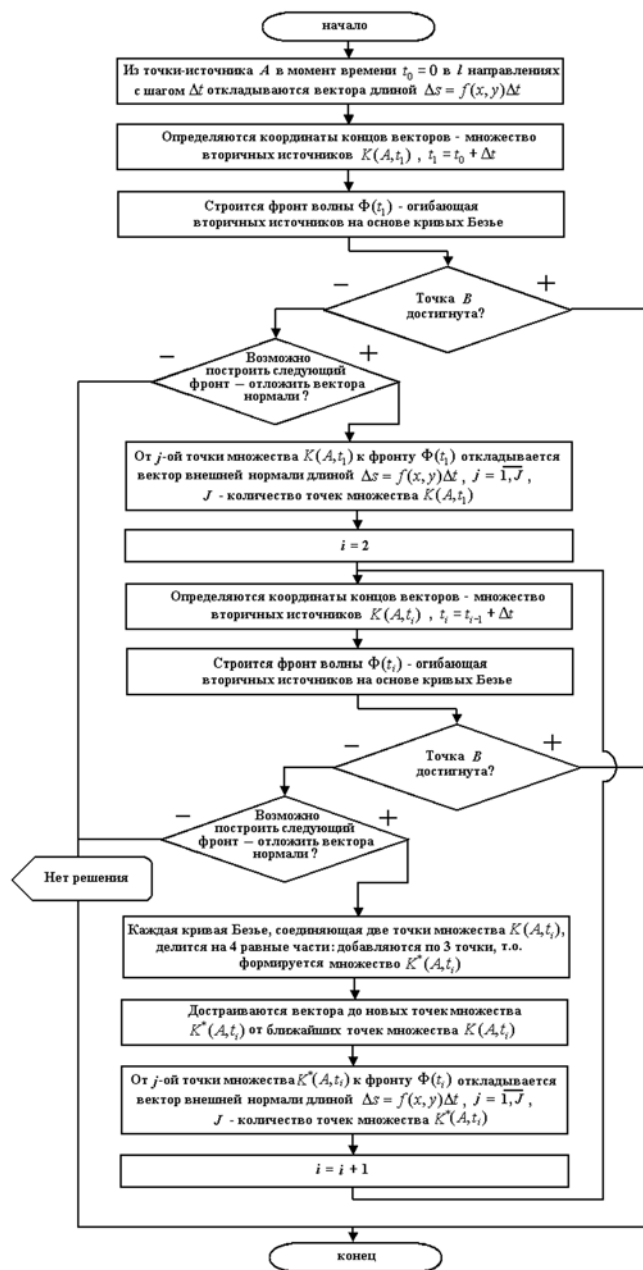 начало
Из точки-источника A в момент времени t₀ = 0 в l направлениях
с шагом Δt откладываются вектора длиной Δs = f(x, y)Δt
Определяются координаты концов векторов - множество
вторичных источников K(A,t₁) , t₁ = t₀ + Δt
Строится фронт волны Φ(t₁) - огибающая
вторичных источников на основе кривых Безье
− +
Точка B
достигнута?
− +
Возможно
построить следующий
фронт – отложить вектора
нормали ?
От j-ой точки множества K(A,t₁) к фронту Φ(t₁) откладывается
вектор внешней нормали длиной Δs = f(x, y)Δt , j = 1,J̅ ,
J - количество точек множества K(A,t₁)
i = 2
Определяются координаты концов векторов - множество
вторичных источников K(A,tᵢ) , tᵢ = tᵢ₋₁ + Δt
Строится фронт волны Φ(tᵢ) - огибающая
вторичных источников на основе кривых Безье
− +
Точка B
достигнута?
− +
Возможно
построить следующий
фронт – отложить вектора
нормали ?
Нет решения
Каждая кривая Безье, соединяющая две точки множества K(A,tᵢ),
делится на 4 равные части: добавляются по 3 точки, т.о.
формируется множество K*(A,tᵢ)
Достраиваются вектора до новых точек множества
K*(A,tᵢ) от ближайших точек множества K(A,tᵢ)
От j-ой точки множества K*(A,tᵢ) к фронту Φ(tᵢ) откладывается
вектор внешней нормали длиной Δs = f(x, y)Δt , j = 1,J̅ ,
J - количество точек множества K*(A,tᵢ)
i = i + 1
конец